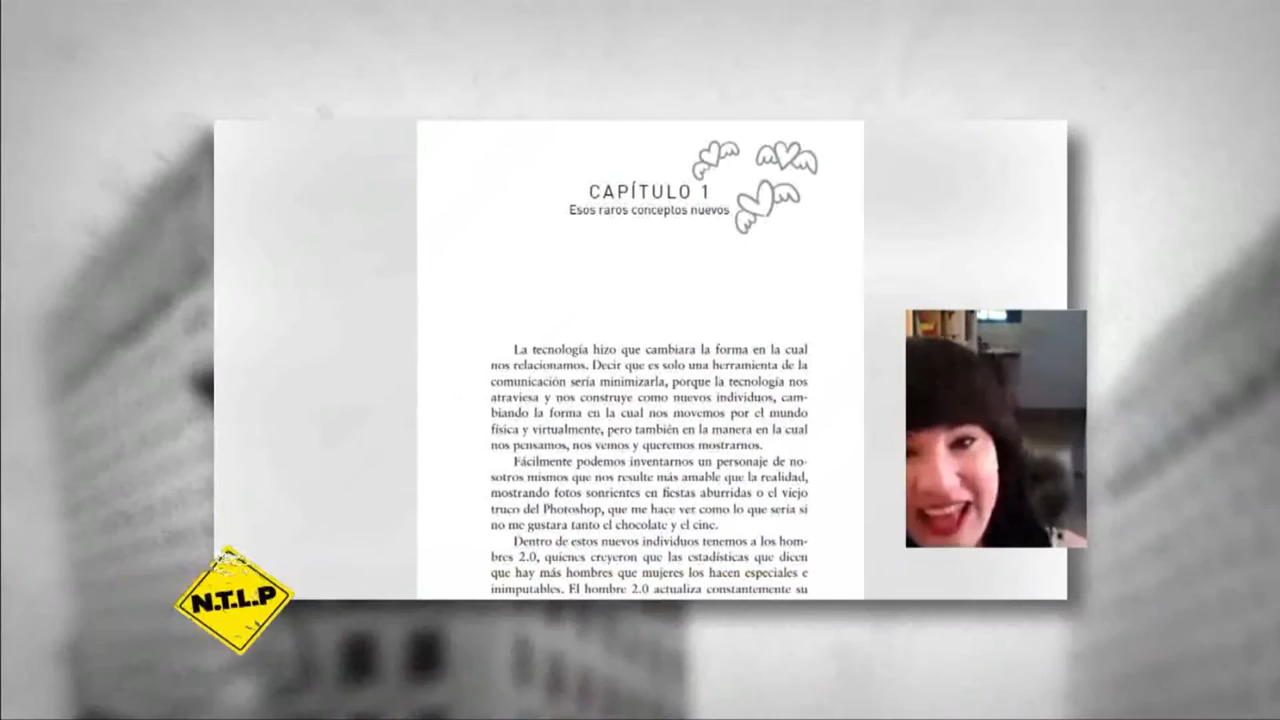 CAPÍTULO 1
Esos raros conceptos nuevos
La tecnología hizo que cambiara la forma en la cual
nos relacionamos. Decir que es solo una herramienta de la
comunicación sería minimizarla, porque la tecnología nos
atraviesa y nos construye como nuevos individuos, cam-
biando la forma en la cual nos movemos por el mundo
física y virtualmente, pero también en la manera en la cual
nos pensamos, nos vemos y queremos mostrarnos.
Fácilmente podemos inventarnos un personaje de no-
sotros mismos que nos resulte más amable que la realidad,
mostrando fotos sonrientes en fiestas aburridas o el viejo
truco del Photoshop, que me hace ver como lo que sería si
no me gustara tanto el chocolate y el cine.
Dentro de estos nuevos individuos tenemos a los hom-
bres 2.0, quienes creyeron que las estadísticas que dicen
que hay más hombres que mujeres los hacen especiales e
inimputables. El hombre 2.0 actualiza constantemente su
N.T.L.P